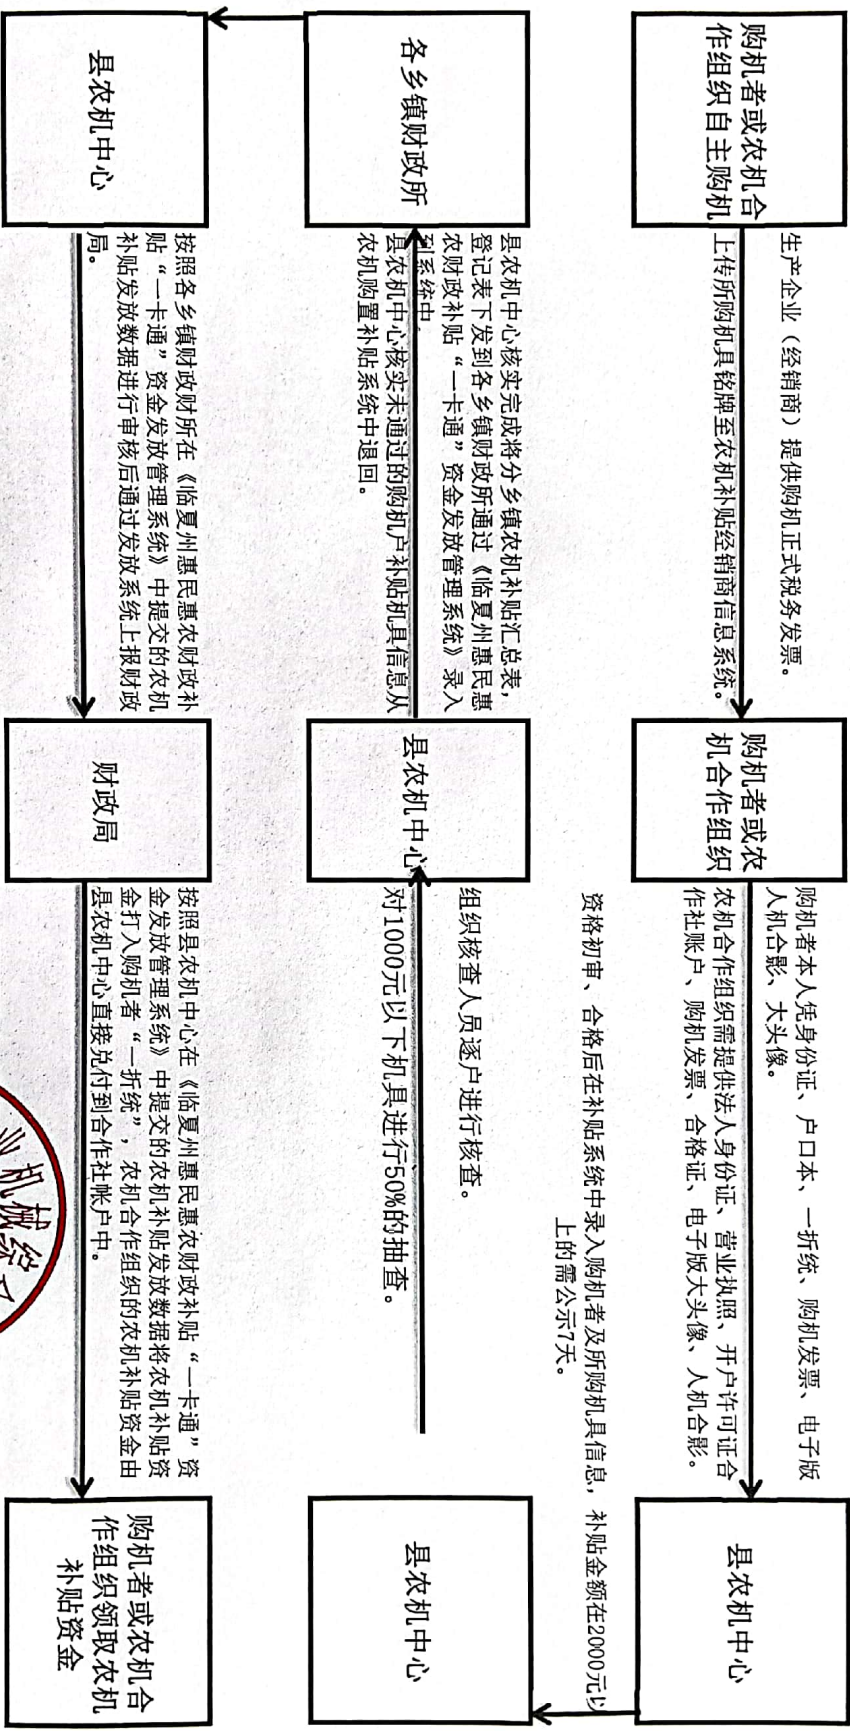 购机者或农机合
作组织自主购机
生产企业（经销商）提供购机正式税务发票。
上传所购机具铭牌至农机补贴经销商信息系统。
购机者或农
机合作组织
购机者本人凭身份证、户口本、一折统、购机发票、电子版
人机合影、大头像。
农机合作组织需提供法人身份证、营业执照、开户许可证合
作社账户、购机发票、合格证、电子版大头像、人机合影。
县农机中心
资格初审、合格后在补贴系统中录入购机者及所购机具信息，补贴金额在2000元以
上的需公示7天。
县农机中心
组织核查人员逐户进行核查。
对1000元以下机具进行50%的抽查。
县农机中心
县农机中心核实完成将分乡镇农机补贴汇总表，
登记表下发到各乡镇财政所通过《临夏州惠民惠
农财政补贴“一卡通”资金发放管理系统》录入
到系统中。
县农机中心核实未通过的购机户补贴机具信息从
农机购置补贴系统中退回。
各乡镇财政所
县农机中心
按照各乡镇财政财所在《临夏州惠民惠农财政补
贴“一卡通”资金发放管理系统》中提交的农机
补贴发放数据进行审核后通过发放系统上报财政
局。
财政局
按照县农机中心在《临夏州惠民惠农财政补贴“一卡通”资
金发放管理系统》中提交的农机补贴发放数据将农机补贴资
金打入购机者“一折统”，农机合作组织的农机补贴资金由
县农机中心直接兑付到合作社帐户中。
购机者或农机合
作组织领取农机
补贴资金
业机械综